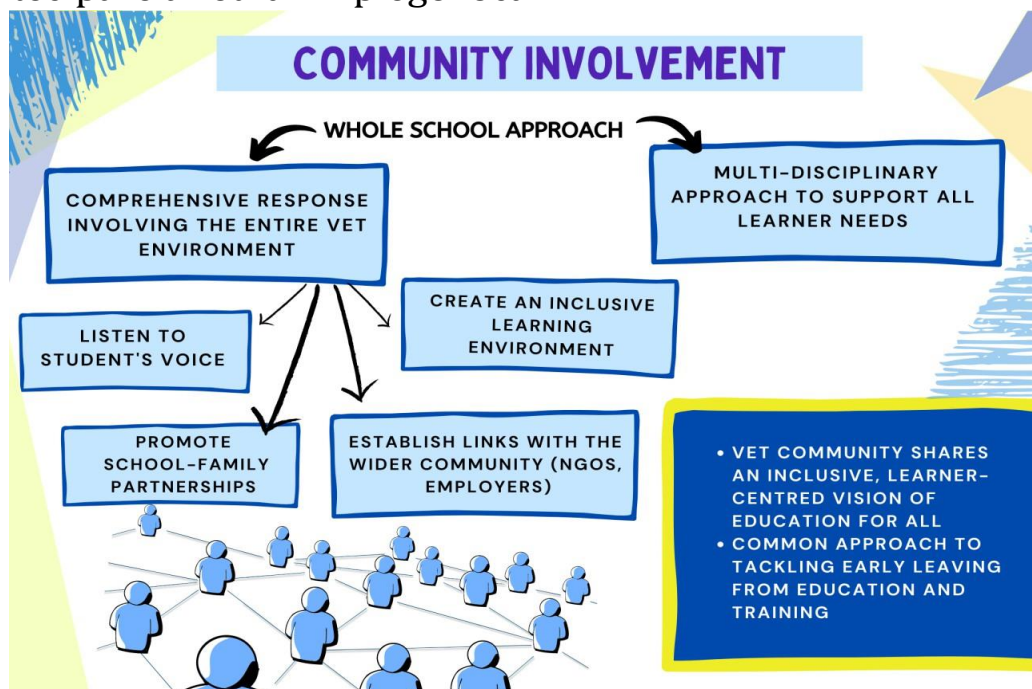 COMMUNITY INVOLVEMENT
WHOLE SCHOOL APPROACH
COMPREHENSIVE RESPONSE
INVOLVING THE ENTIRE VET
ENVIRONMENT
MULTI-DISCIPLINARY
APPROACH TO SUPPORT ALL
LEARNER NEEDS
LISTEN TO
STUDENT'S VOICE
CREATE AN INCLUSIVE
LEARNING
ENVIRONMENT
PROMOTE
SCHOOL-FAMILY
PARTNERSHIPS
ESTABLISH LINKS WITH THE
WIDER COMMUNITY (NGOS,
EMPLOYERS)
• VET COMMUNITY SHARES
AN INCLUSIVE, LEARNER-
CENTRED VISION OF
EDUCATION FOR ALL
• COMMON APPROACH TO
TACKLING EARLY LEAVING
FROM EDUCATION AND
TRAINING